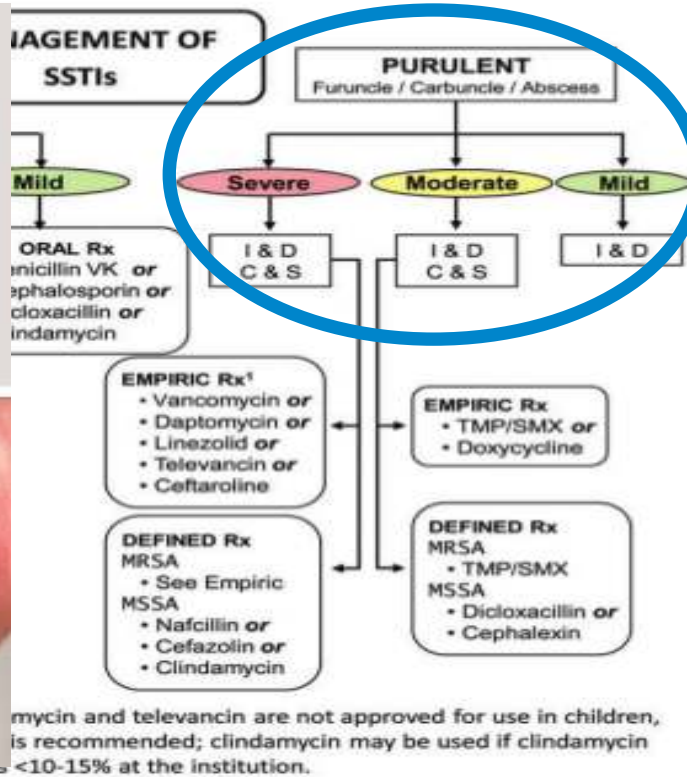 NAGEMENT OF
SSTIs
PURULENT
Furuncle / Carbuncle / Abscess
Mild
Severe
Moderate
Mild
ORAL Rx
enicillin VK or
ephalosporin or
cloxacillin or
indamycin
I & D
C & S
I & D
C & S
I & D
EMPIRIC Rx¹
• Vancomycin or
• Daptomycin or
• Linezolid or
• Televancin or
• Ceftaroline
EMPIRIC Rx
• TMP/SMX or
• Doxycycline
DEFINED Rx
MRSA
• See Empiric
MSSA
• Nafcillin or
• Cefazolin or
• Clindamycin
DEFINED Rx
MRSA
• TMP/SMX
MSSA
• Dicloxacillin or
• Cephalexin
mycin and televancin are not approved for use in children,
is recommended; clindamycin may be used if clindamycin
<10-15% at the institution.